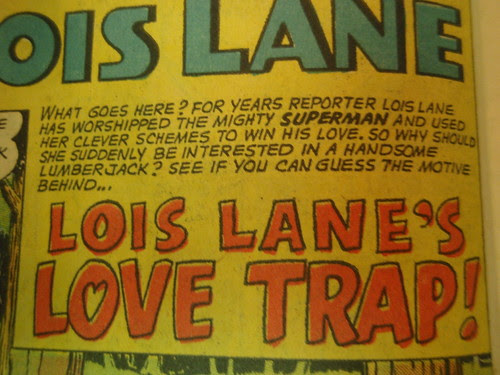 OIS LANE
WHAT GOES HERE? FOR YEARS REPORTER LOIS LANE
HAS WORSHIPPED THE MIGHTY SUPERMAN AND USED
HER CLEVER SCHEMES TO WIN HIS LOVE. SO WHY SHOULD
SHE SUDDENLY BE INTERESTED IN A HANDSOME
LUMBERJACK? SEE IF YOU CAN GUESS THE MOTIVE
BEHIND...
LOIS LANE'S
LOVE TRAP!